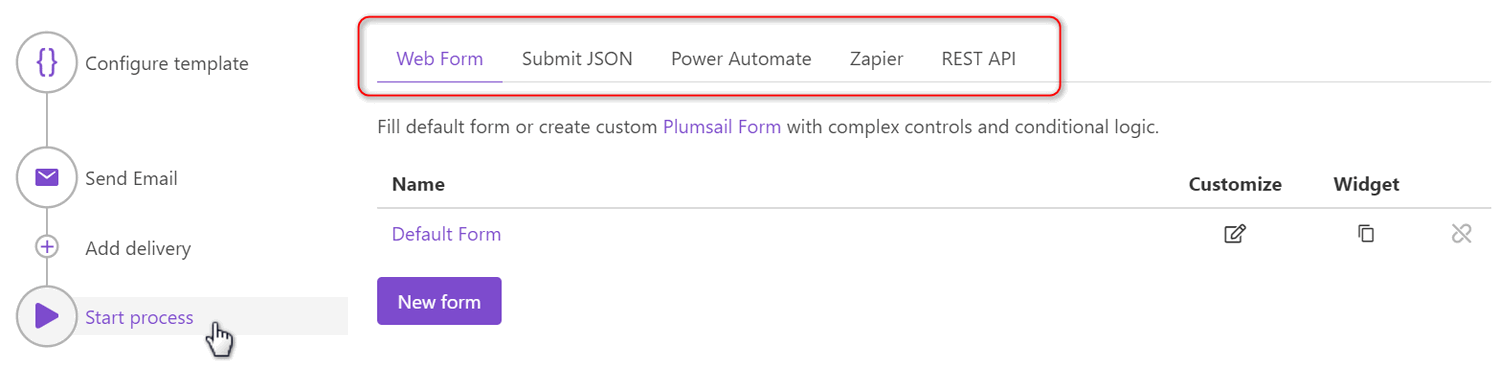 Configure template
Send Email
Add delivery
Start process
Web Form Submit JSON Power Automate Zapier REST API
Fill default form or create custom Plumsail Form with complex controls and conditional logic.
Name Customize Widget
Default Form
New form